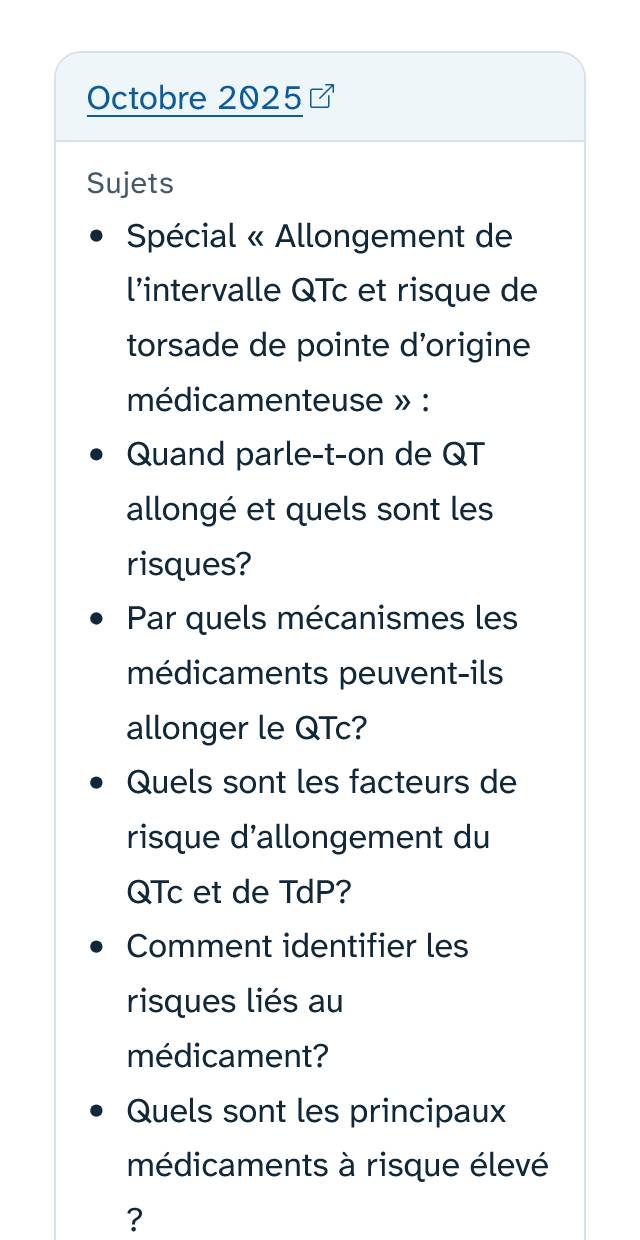 Octobre 2025
Sujets
• Spécial « Allongement de
l’intervalle QTc et risque de
torsade de pointe d’origine
médicamenteuse » :
• Quand parle-t-on de QT
allongé et quels sont les
risques?
• Par quels mécanismes les
médicaments peuvent-ils
allonger le QTc?
• Quels sont les facteurs de
risque d’allongement du
QTc et de TdP?
• Comment identifier les
risques liés au
médicament?
• Quels sont les principaux
médicaments à risque élevé
?